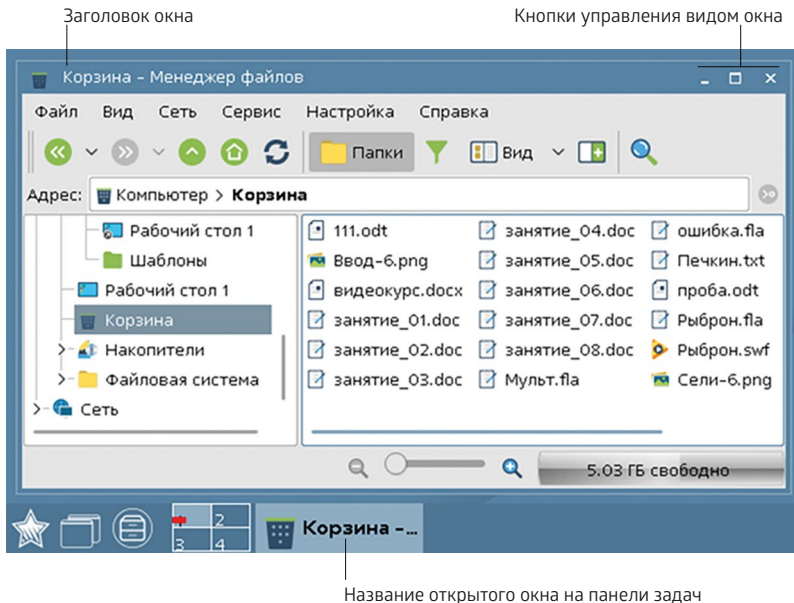 Заголовок окна
Кнопки управления видом окна
Корзина – Менеджер файлов
Файл Вид Сеть Сервис Настройка Справка
Папки Вид
Адрес: Компьютер > Корзина
Рабочий стол 1
Шаблоны
Рабочий стол 1
Корзина
Накопители
Файловая система
Сеть
111.odt
Ввод-6.png
видеокурс.docx
занятие_01.doc
занятие_02.doc
занятие_03.doc
занятие_04.doc
занятие_05.doc
занятие_06.doc
занятие_07.doc
занятие_08.doc
Мульт.fla
ошибка.fla
Печкин.txt
проба.odt
Рыброн.fla
Рыброн.swf
Сели-6.png
5.03 ГБ свободно
2
3 4
Корзина -...
Название открытого окна на панели задач